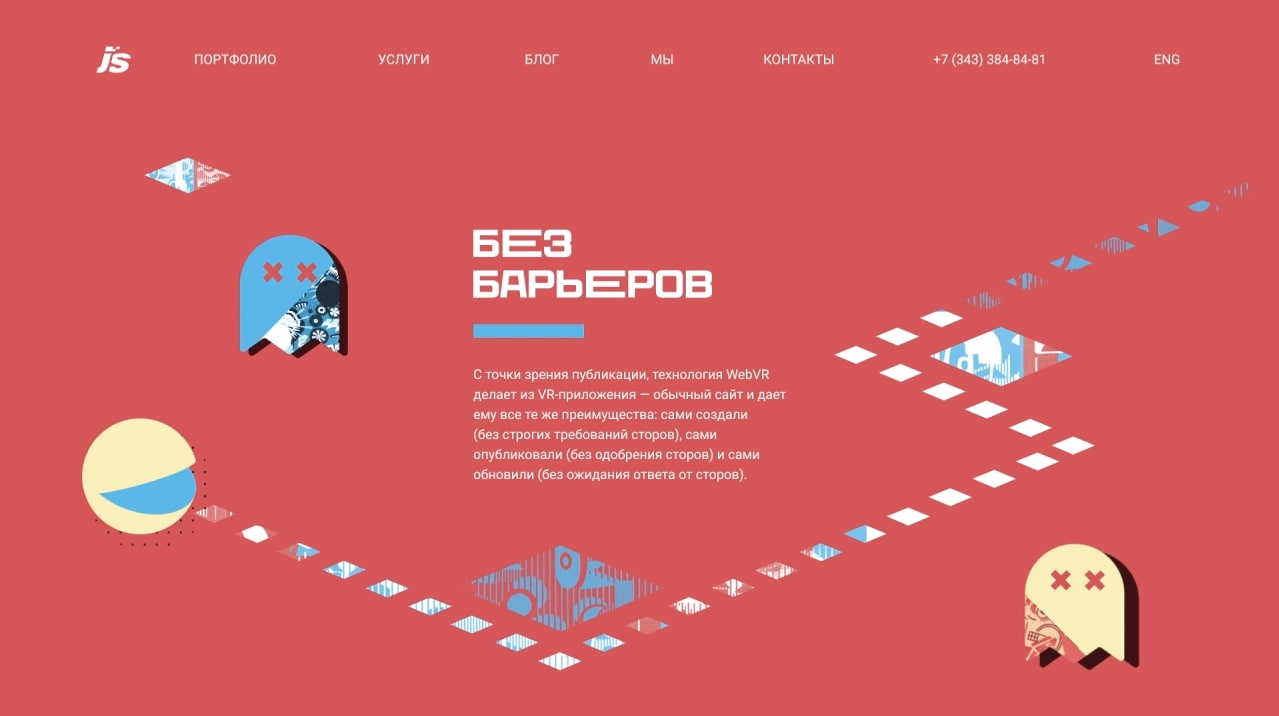 js
ПОРТФОЛИО
УСЛУГИ
БЛОГ
МЫ
КОНТАКТЫ
+7 (343) 384-84-81
ENG
БЕЗ
БАРЬЕРОВ
С точки зрения публикации, технология WebVR
делает из VR-приложения — обычный сайт и дает
ему все те же преимущества: сами создали
(без строгих требований сторов), сами
опубликовали (без одобрения сторов) и сами
обновили (без ожидания ответа от сторов).